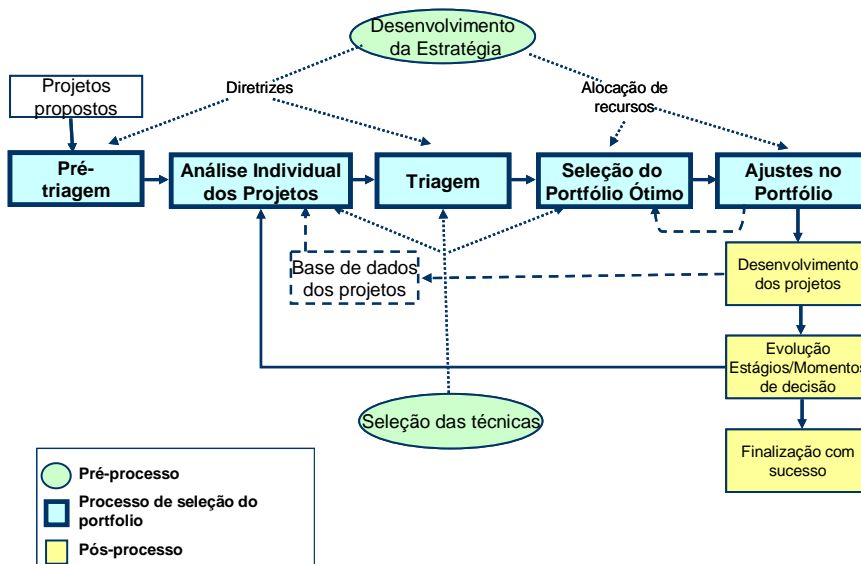 Desenvolvimento
da Estratégia
Projetos
propostos
Diretrizes
Alocação de
recursos
Pré-
triagem
Análise Individual
dos Projetos
Triagem
Seleção do
Portfólio Ótimo
Ajustes no
Portfólio
Base de dados
dos projetos
Desenvolvimento
dos projetos
Evolução
Estágios/Momentos
de decisão
Seleção das técnicas
Finalização com
sucesso
Pré-processo
Processo de seleção do
portfolio
Pós-processo